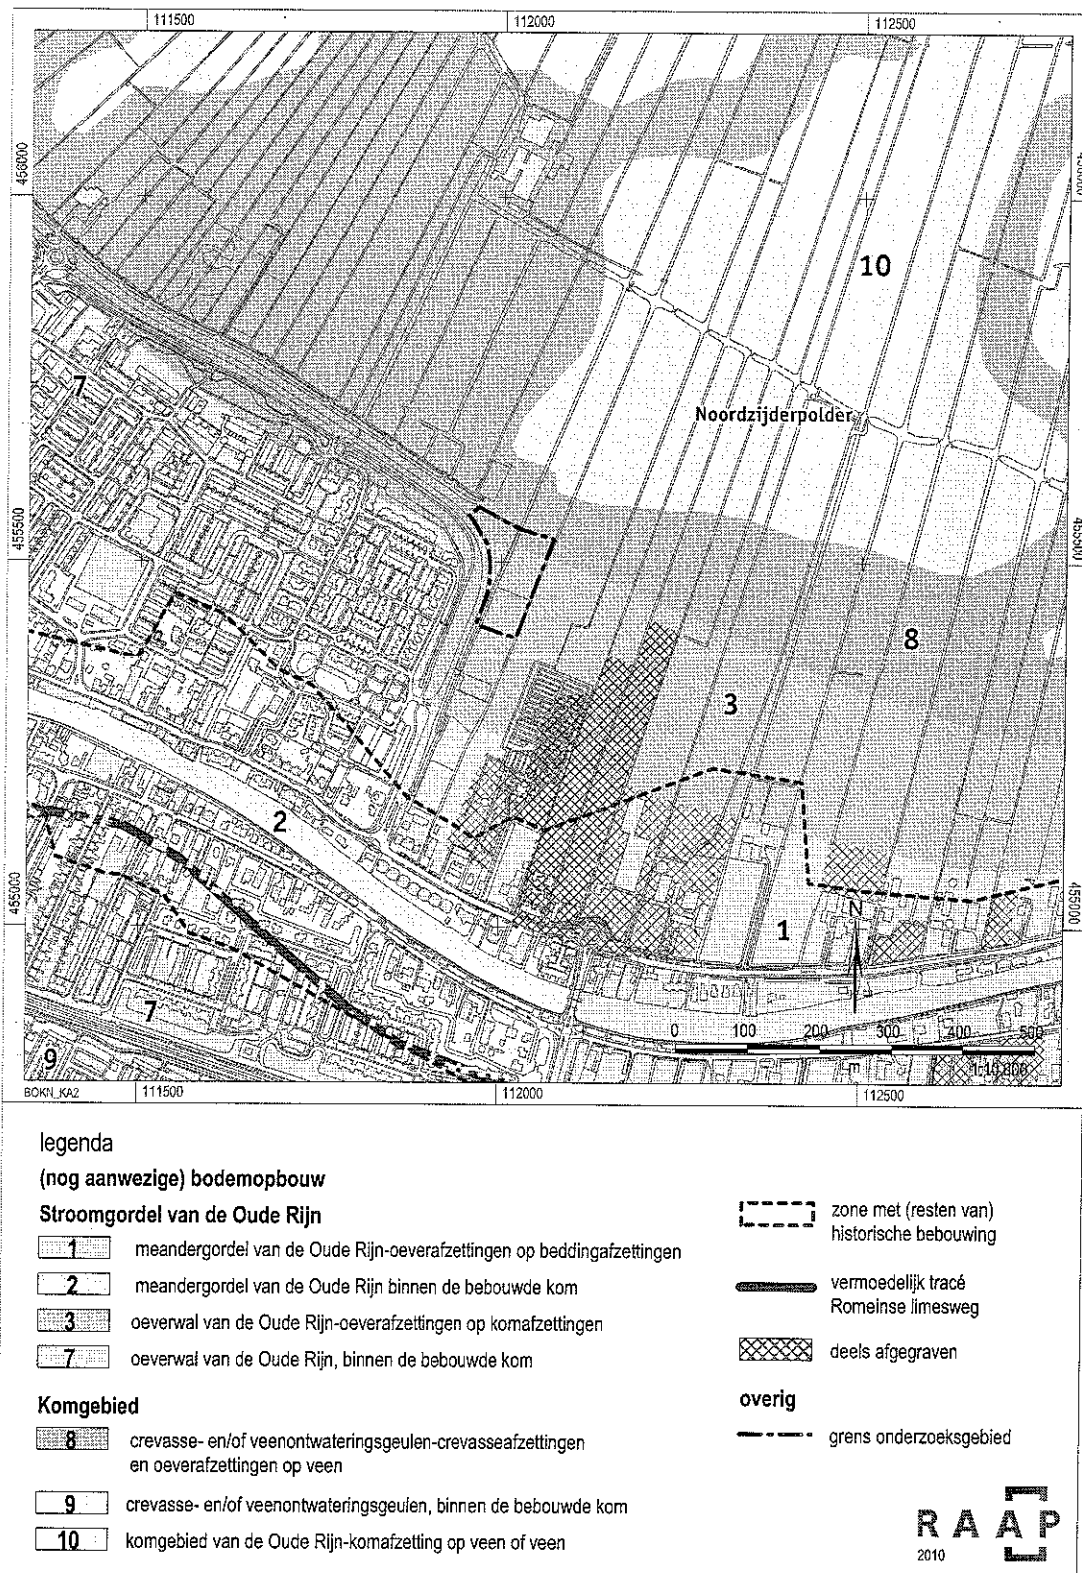 111500
112000
112500
456000
456000
10
7
Noordzijderpolder
455500
455500
8
3
2
455000
455000
1
N
7
9
0 100 200 300 400 500
m
1:10.000
BOKN_KA2
111500
112000
112500
legenda
(nog aanwezige) bodemopbouw
Stroomgordel van de Oude Rijn
1 meandergordel van de Oude Rijn-oeverafzettingen op beddingafzettingen
2 meandergordel van de Oude Rijn binnen de bebouwde kom
3 oeverwal van de Oude Rijn-oeverafzettingen op komafzettingen
7 oeverwal van de Oude Rijn, binnen de bebouwde kom
Komgebied
8 crevasse- en/of veenontwateringsgeulen-crevasseafzettingen
en oeverafzettingen op veen
9 crevasse- en/of veenontwateringsgeulen, binnen de bebouwde kom
10 komgebied van de Oude Rijn-komafzetting op veen of veen
zone met (resten van)
historische bebouwing
vermoedelijk tracé
Romeinse limesweg
deels afgegraven
overig
grens onderzoeksgebied
RAAP
2010